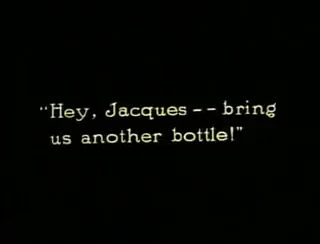 "Hey, Jacques -- bring
us another bottle!"